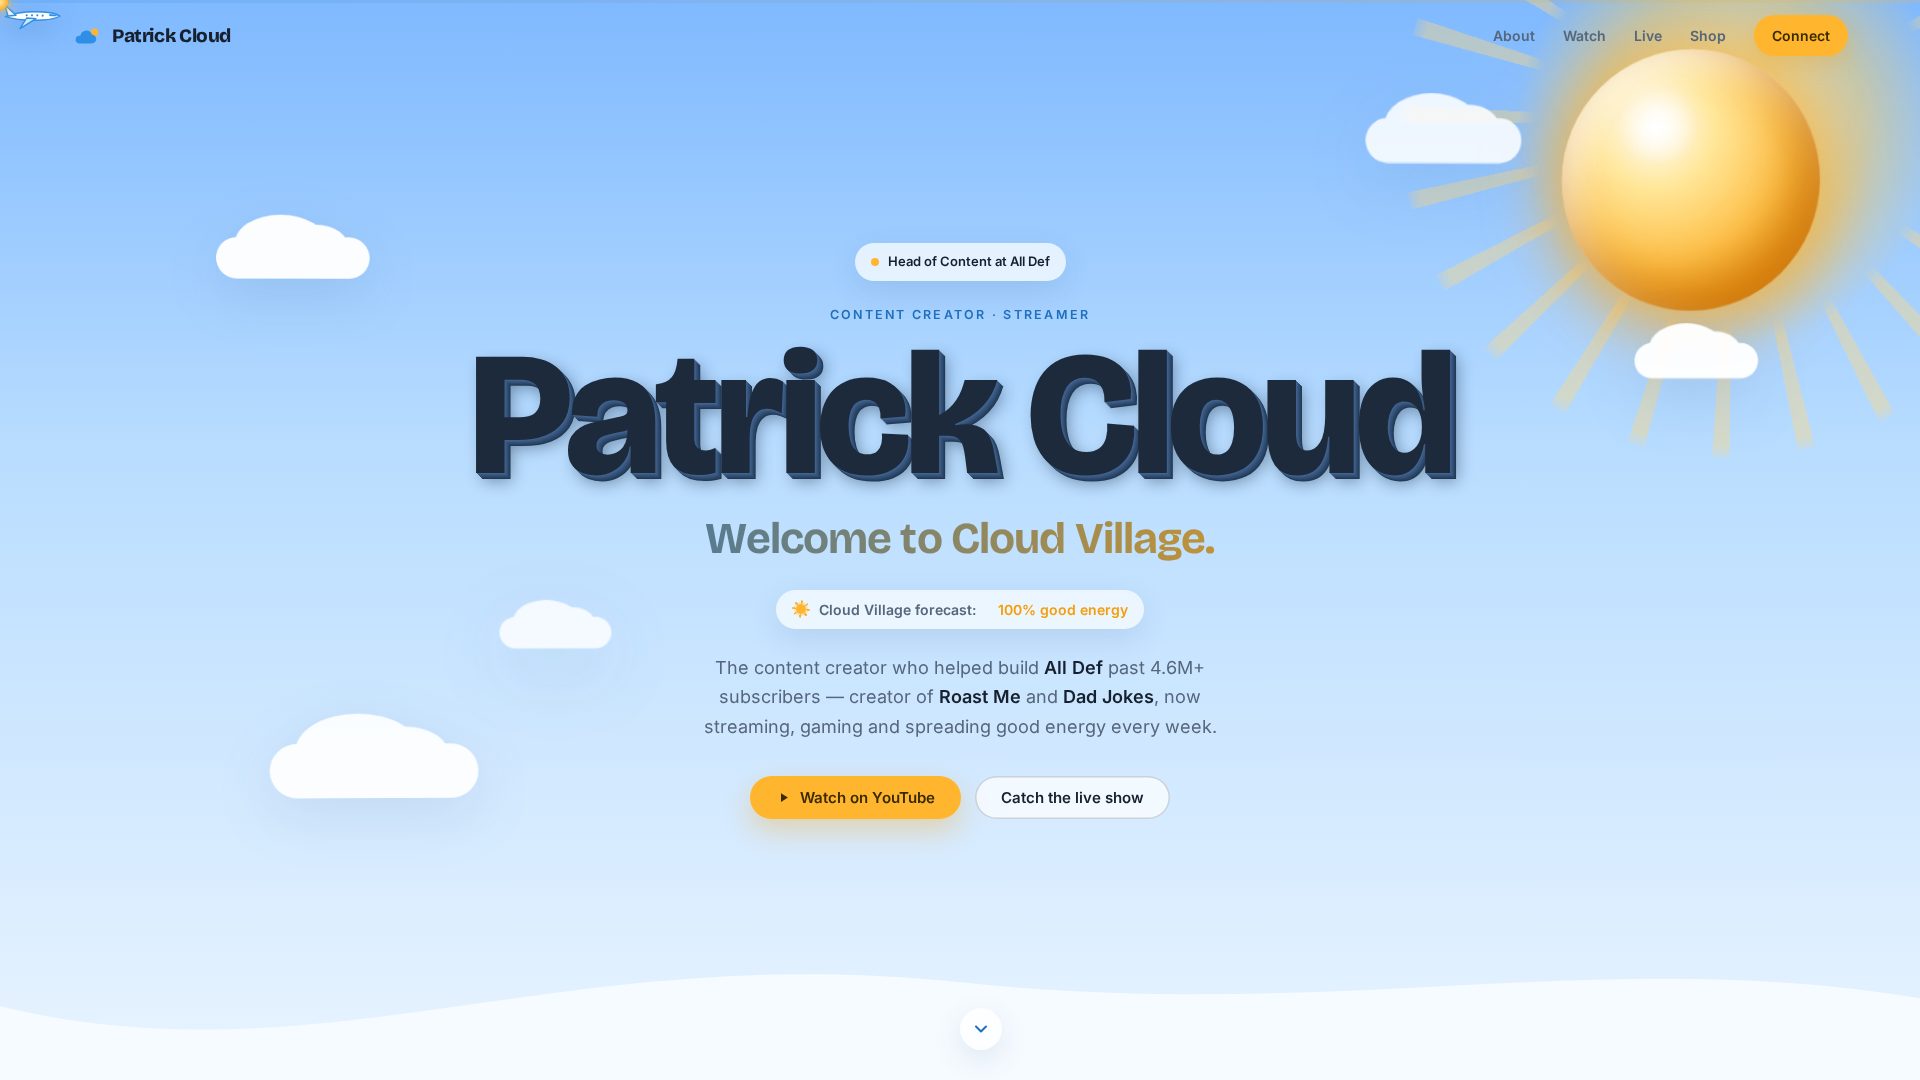 Patrick Cloud
About
Watch
Live
Shop
Connect
Head of Content at All Def
CONTENT CREATOR · STREAMER
Patrick Cloud
Welcome to Cloud Village.
Cloud Village forecast: 100% good energy
The content creator who helped build All Def past 4.6M+
subscribers — creator of Roast Me and Dad Jokes, now
streaming, gaming and spreading good energy every week.
Watch on YouTube
Catch the live show